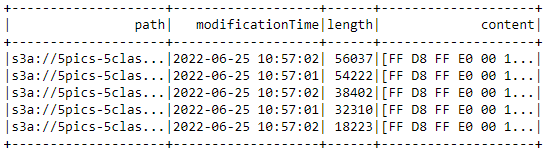 +--------------------+-------------------+------+--------------------+
|                path|   modificationTime|length|             content|
+--------------------+-------------------+------+--------------------+
|s3a://5pics-5clas...|2022-06-25 10:57:02| 56037|[FF D8 FF E0 00 1...|
|s3a://5pics-5clas...|2022-06-25 10:57:01| 54222|[FF D8 FF E0 00 1...|
|s3a://5pics-5clas...|2022-06-25 10:57:02| 38402|[FF D8 FF E0 00 1...|
|s3a://5pics-5clas...|2022-06-25 10:57:01| 32310|[FF D8 FF E0 00 1...|
|s3a://5pics-5clas...|2022-06-25 10:57:01| 18223|[FF D8 FF E0 00 1...|
+--------------------+-------------------+------+--------------------+